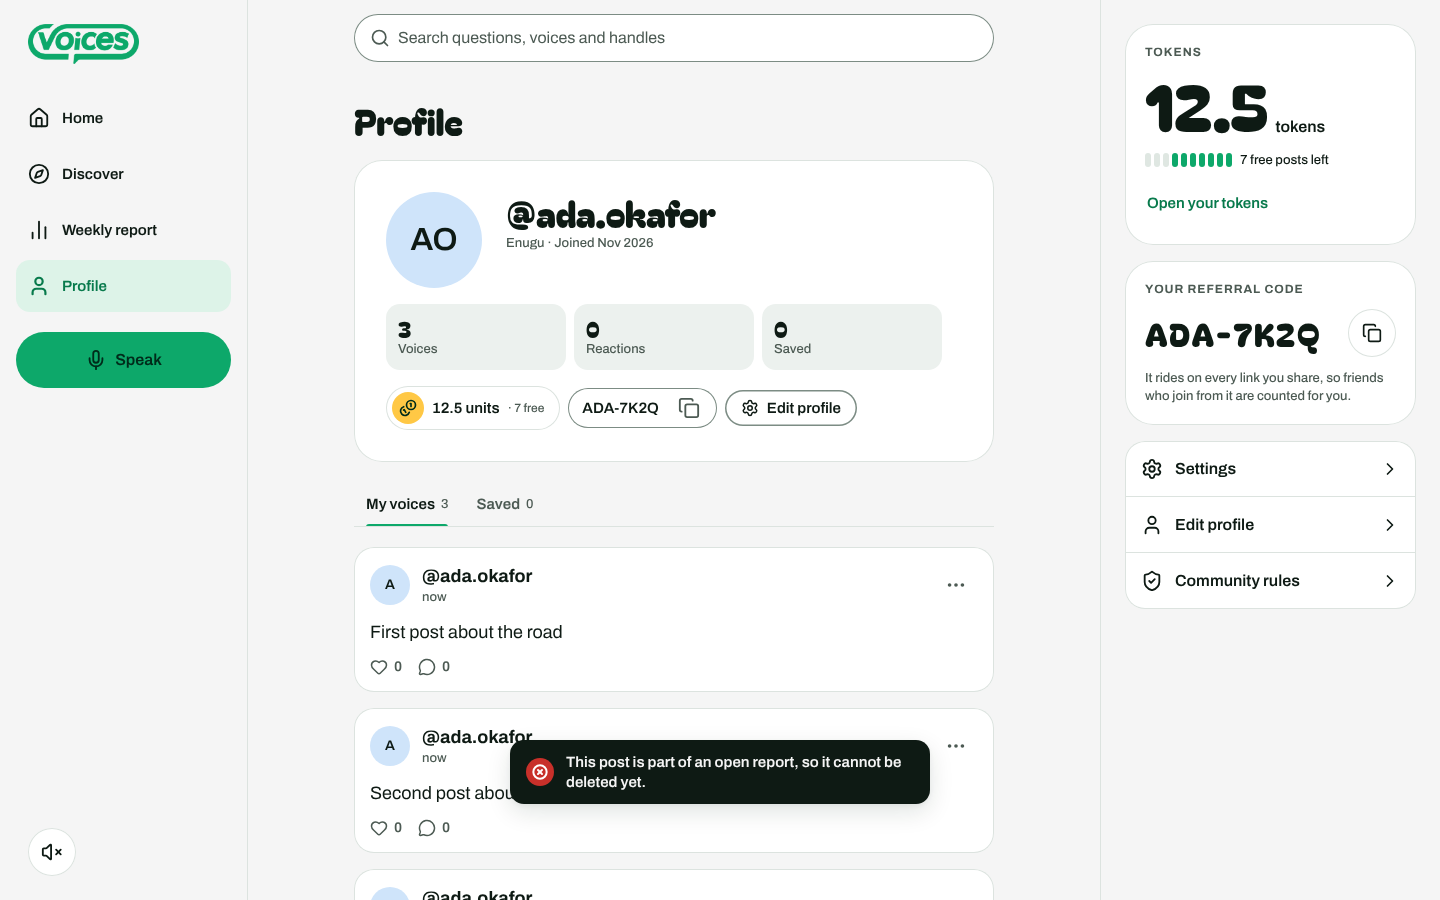 Voices
Home
Discover
Weekly report
Profile
Speak
Search questions, voices and handles
Profile
AO
@ada.okafor
Enugu · Joined Nov 2026
3
Voices
0
Reactions
0
Saved
12.5 units · 7 free
ADA-7K2Q
Edit profile
My voices 3
Saved 0
A
@ada.okafor
now
First post about the road
0 0
A
@ada.okafor
now
Second post abou
0 0
This post is part of an open report, so it cannot be
deleted yet.
@ada.okafor
TOKENS
12.5 tokens
7 free posts left
Open your tokens
YOUR REFERRAL CODE
ADA-7K2Q
It rides on every link you share, so friends
who join from it are counted for you.
Settings
Edit profile
Community rules